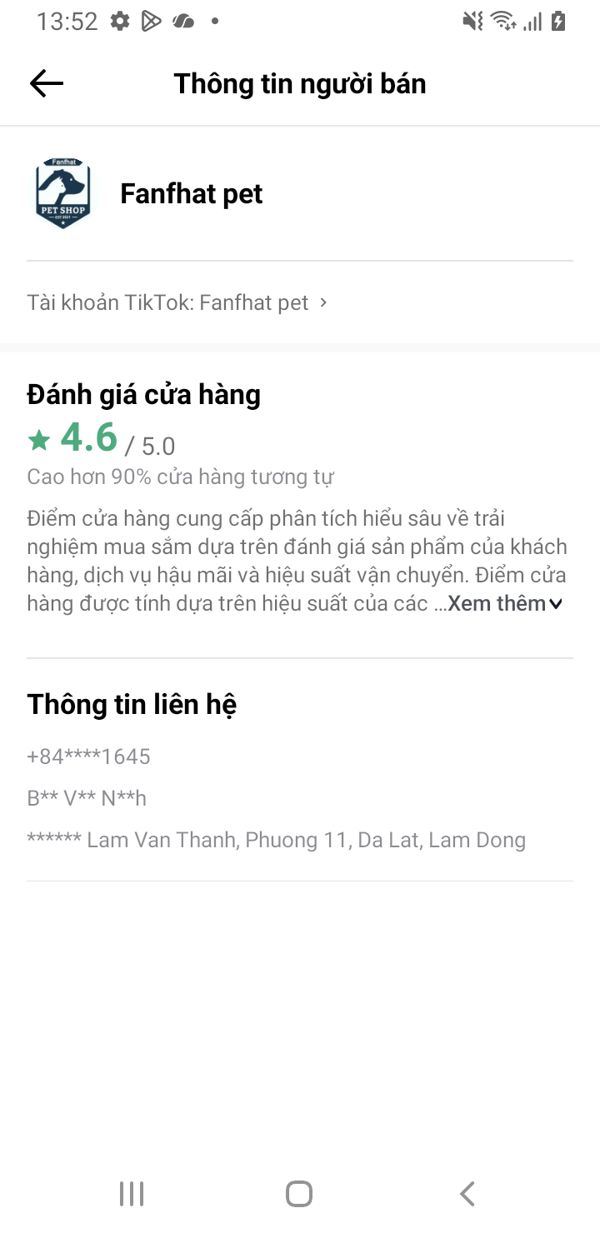 13:52
Thông tin người bán
Fanfhat
PET SHOP
Fanfhat pet
Tài khoản TikTok: Fanfhat pet ›
Đánh giá cửa hàng
★ 4.6 / 5.0
Cao hơn 90% cửa hàng tương tự
Điểm cửa hàng cung cấp phân tích hiểu sâu về trải
nghiệm mua sắm dựa trên đánh giá sản phẩm của khách
hàng, dịch vụ hậu mãi và hiệu suất vận chuyển. Điểm cửa
hàng được tính dựa trên hiệu suất của các ...Xem thêm
Thông tin liên hệ
+84****1645
B** V** N**h
****** Lam Van Thanh, Phuong 11, Da Lat, Lam Dong